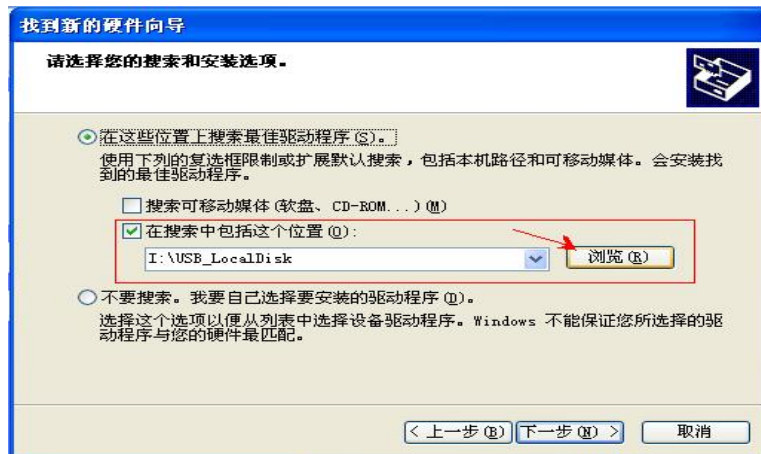 找到新的硬件向导
请选择您的搜索和安装选项。
在这些位置上搜索最佳驱动程序(S)。
使用下列的复选框限制或扩展默认搜索，包括本机路径和可移动媒体。会安装找
到的最佳驱动程序。
搜索可移动媒体(软盘、CD-ROM...)(M)
在搜索中包括这个位置(O):
I:\USB_LocalDisk
浏览(R)
不要搜索。我要自己选择要安装的驱动程序(D)。
选择这个选项以便从列表中选择设备驱动程序。Windows 不能保证您所选择的驱
动程序与您的硬件最匹配。
< 上一步(B) 下一步(N) > 取消